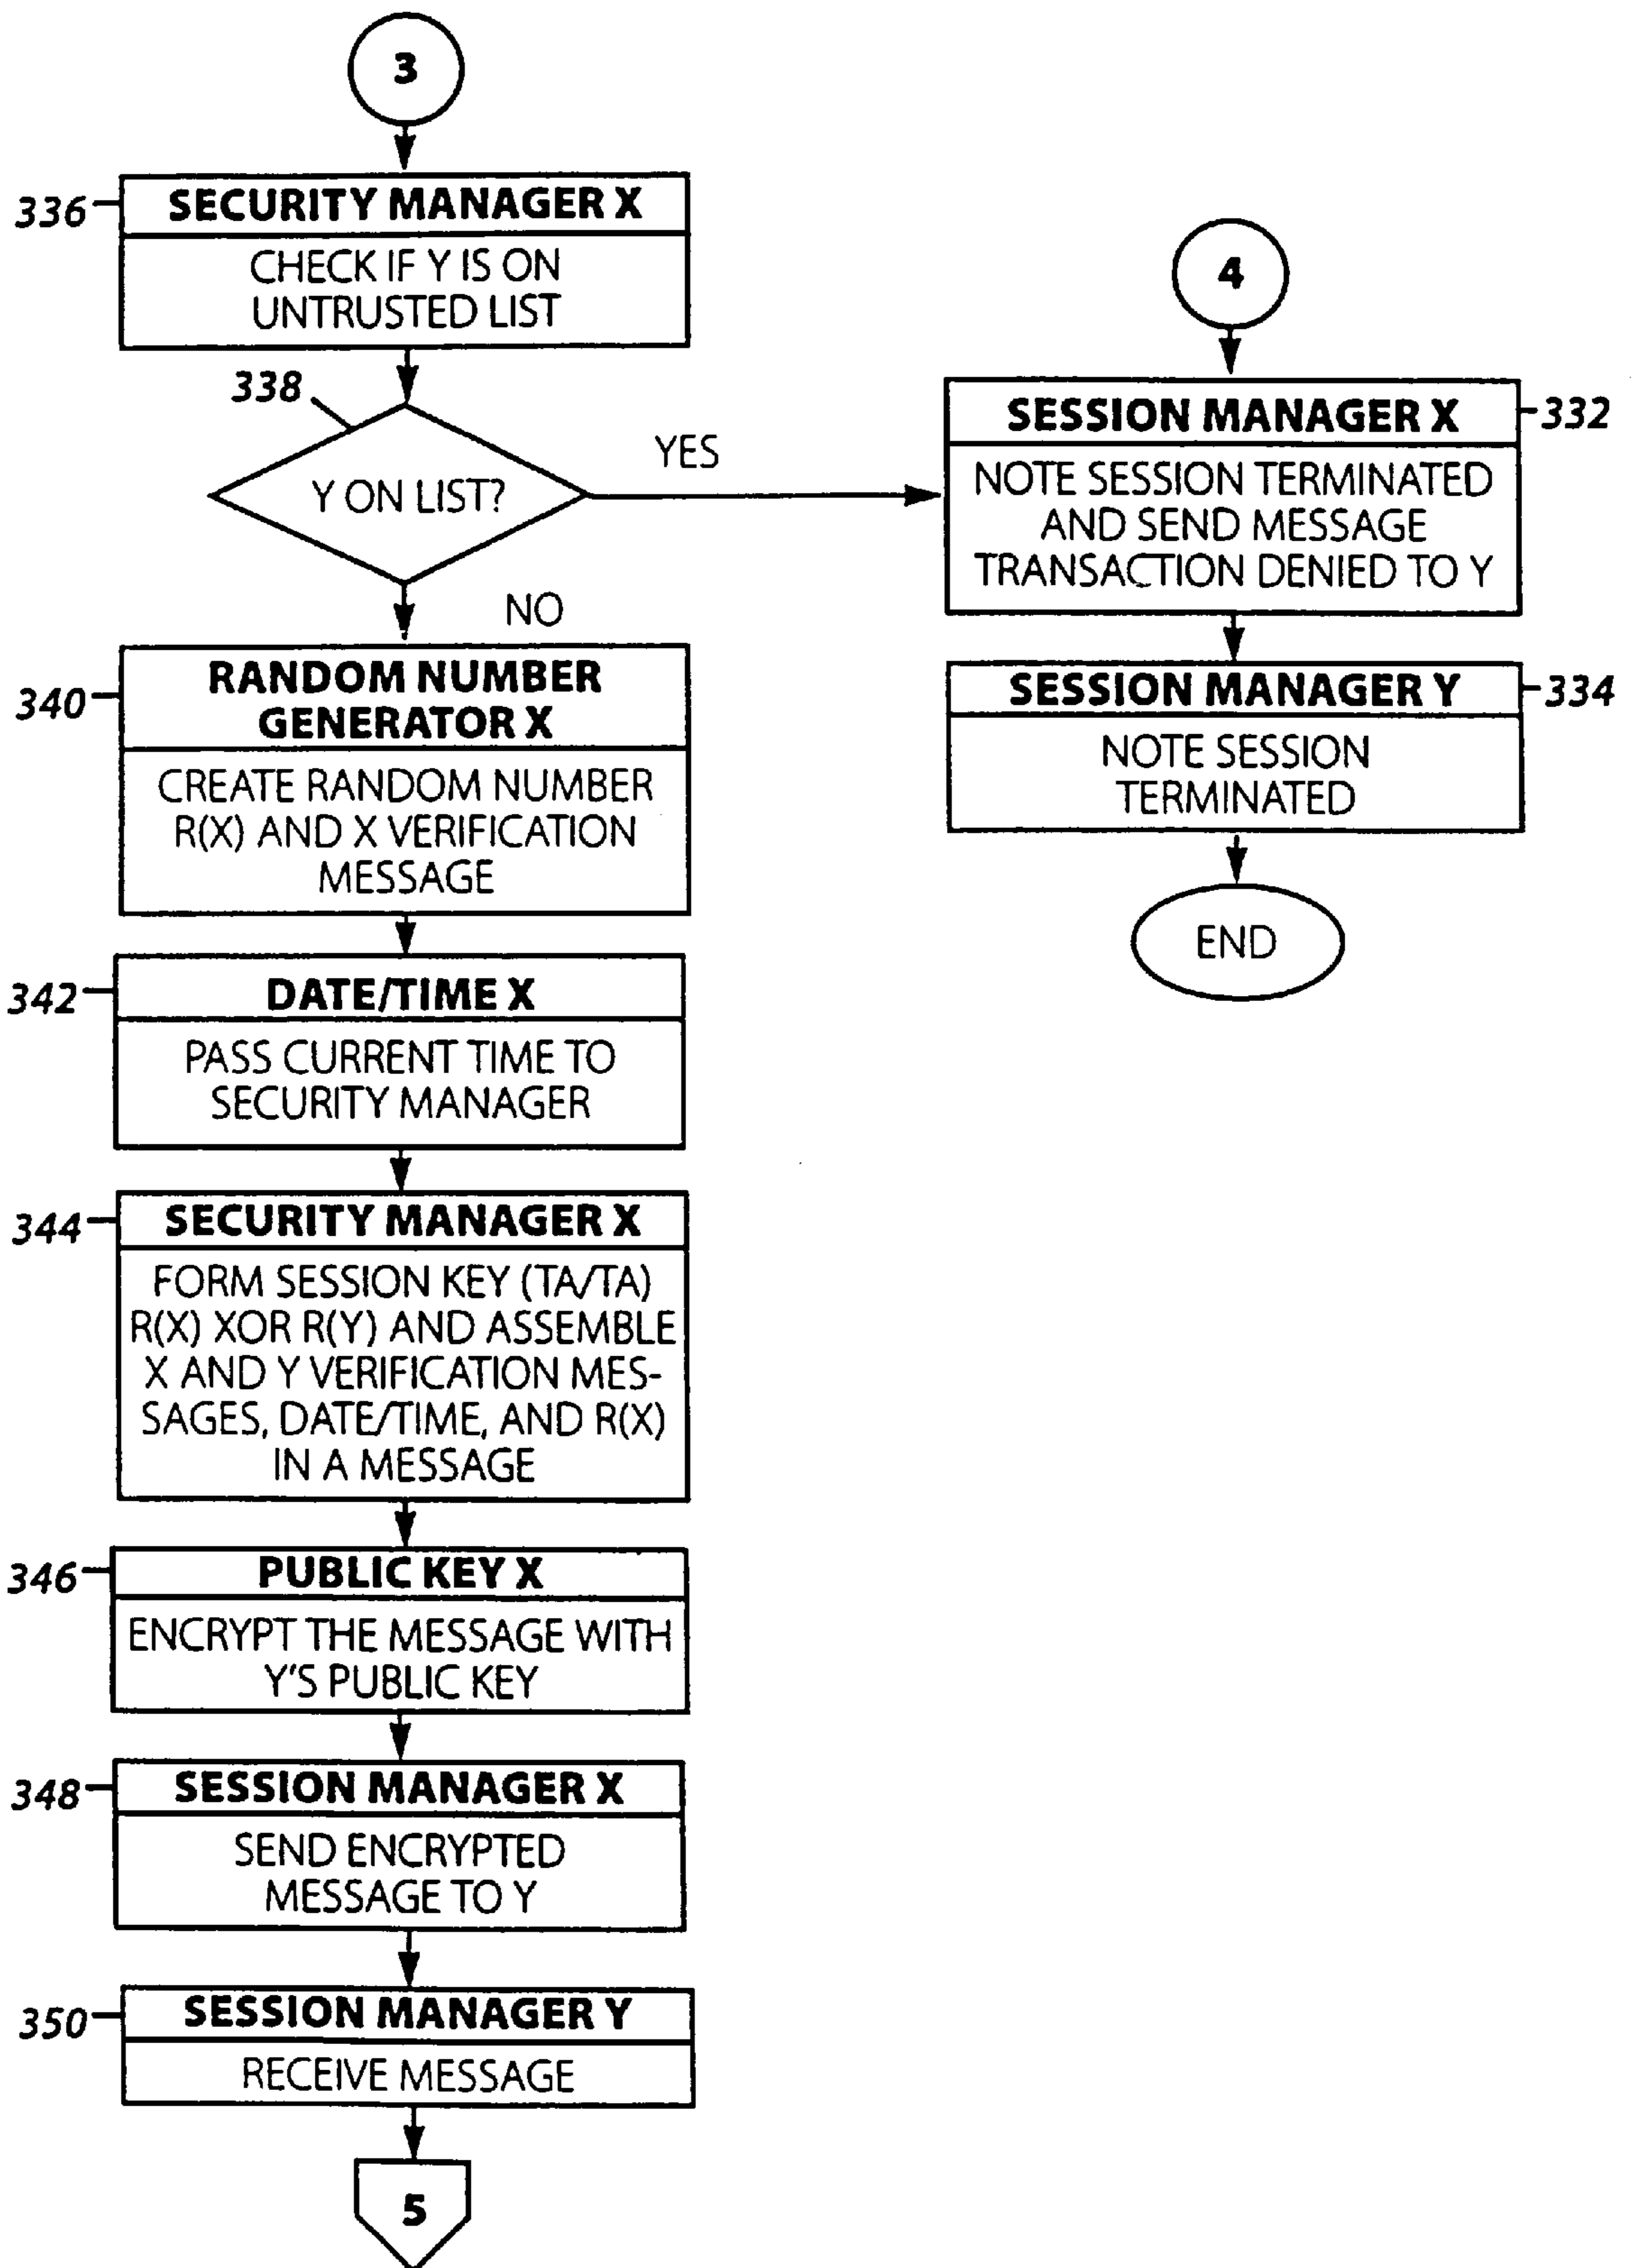 3
336
SECURITY MANAGER X
CHECK IF Y IS ON
UNTRUSTED LIST
338
Y ON LIST?
YES
NO
340
RANDOM NUMBER
GENERATOR X
CREATE RANDOM NUMBER
R(X) AND X VERIFICATION
MESSAGE
342
DATE/TIME X
PASS CURRENT TIME TO
SECURITY MANAGER
344
SECURITY MANAGER X
FORM SESSION KEY (TA/TA)
R(X) XOR R(Y) AND ASSEMBLE
X AND Y VERIFICATION MES-
SAGES, DATE/TIME, AND R(X)
IN A MESSAGE
346
PUBLIC KEY X
ENCRYPT THE MESSAGE WITH
Y'S PUBLIC KEY
348
SESSION MANAGER X
SEND ENCRYPTED
MESSAGE TO Y
350
SESSION MANAGER Y
RECEIVE MESSAGE
5
4
SESSION MANAGER X
332
NOTE SESSION TERMINATED
AND SEND MESSAGE
TRANSACTION DENIED TO Y
SESSION MANAGER Y
334
NOTE SESSION
TERMINATED
END